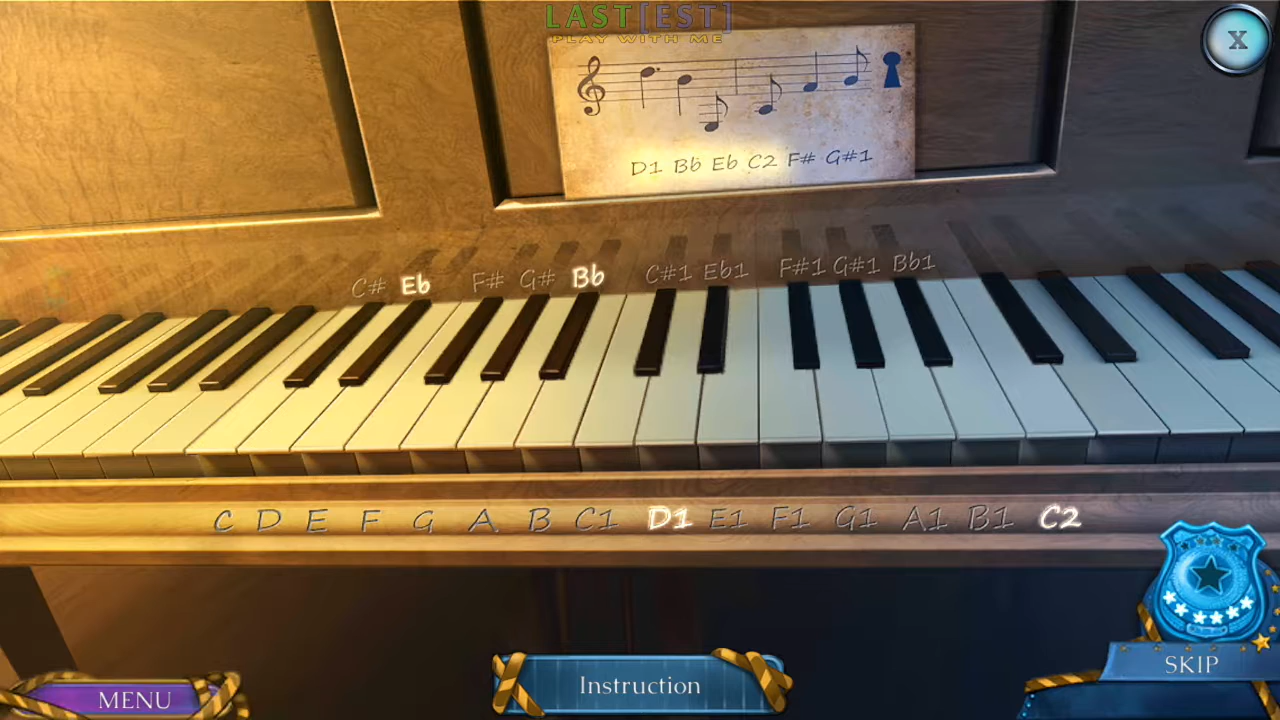 LAST[EST]
PLAY WITH ME
X
D1 Bb Eb C2 F# G#1
C# Eb F# G# Bb C#1 Eb1 F#1 G#1 Bb1
C D E F G A B C1 D1 E1 F1 G1 A1 B1 C2
SKIP
Instruction
MENU